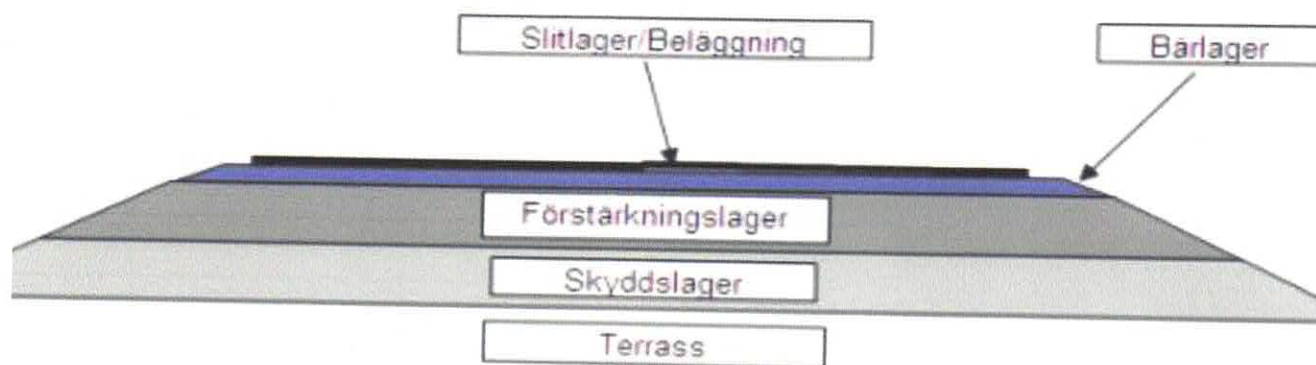 Slitlager/Beläggning
Bärlager
Förstärkningslager
Skyddslager
Terrass